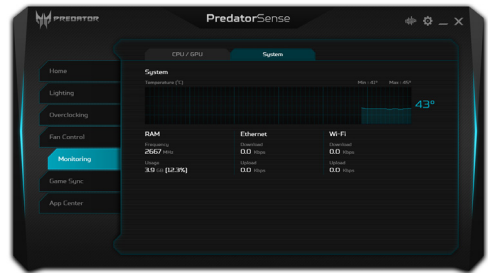 PREDATOR
PredatorSense
CPU / GPU
System
Home
Lighting
Overclocking
Fan Control
Monitoring
Game Sync
App Center
System
Temperature (°C)
Min : 41° Max : 45°
43°
RAM
Frequency
2667 MHz
Usage
3.9 GB (12.3%)
Ethernet
Download
0.0 Kbps
Upload
0.0 Kbps
Wi-Fi
Download
0.0 Kbps
Upload
0.0 Kbps